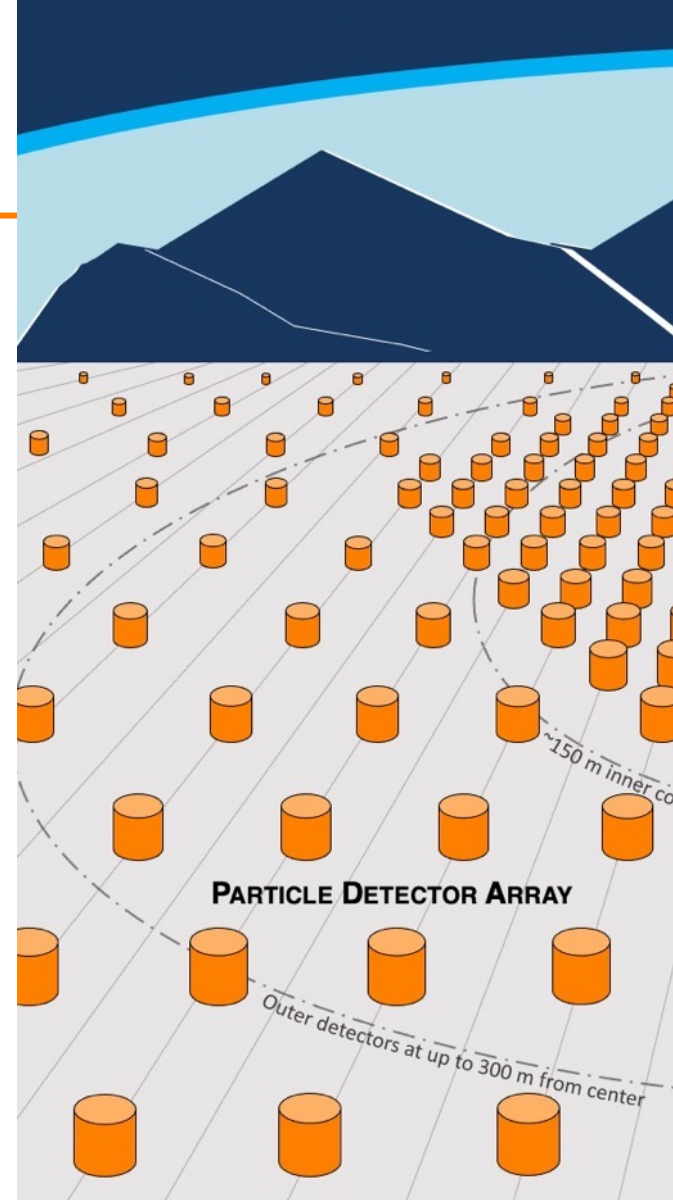 ~150 m inner
PARTICLE DETECTOR ARRAY
Outer detectors at up to 300 m from center